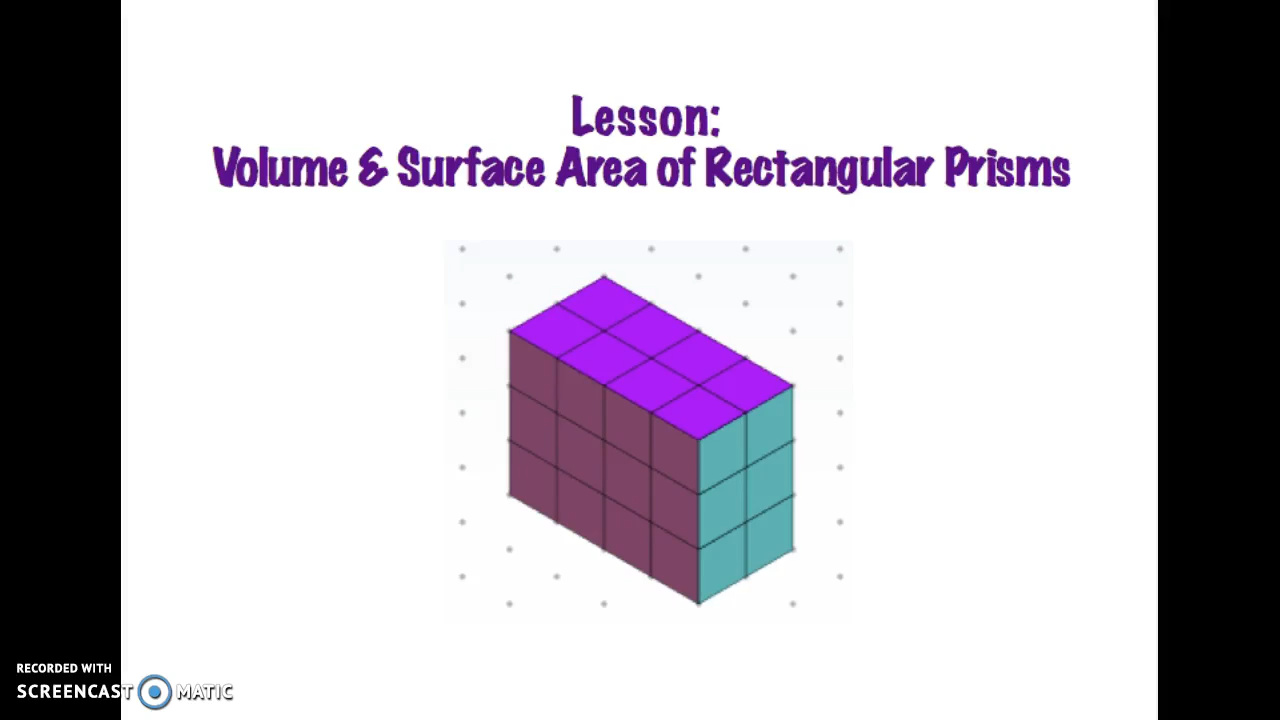 Lesson:
Volume & Surface Area of Rectangular Prisms
RECORDED WITH
SCREENCAST MATIC